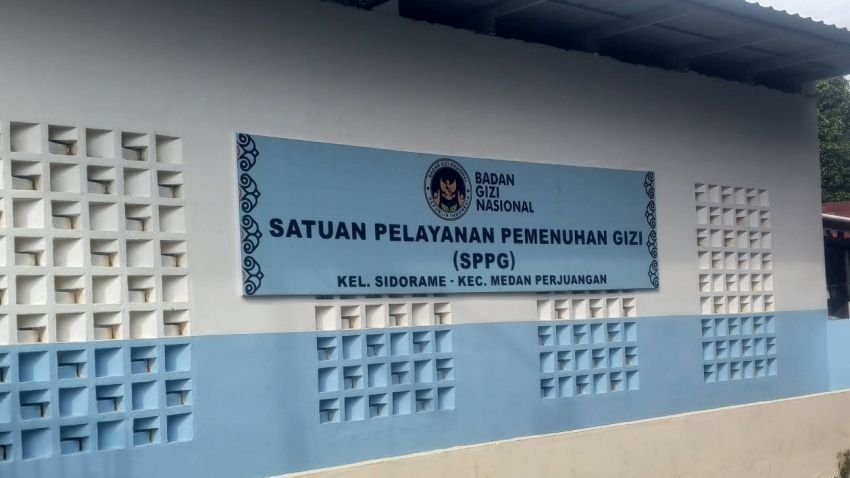 BADAN
GIZI
NASIONAL
SATUAN PELAYANAN PEMENUHAN GIZI
(SPPG)
KEL. SIDORAME - KEC. MEDAN PERJUANGAN